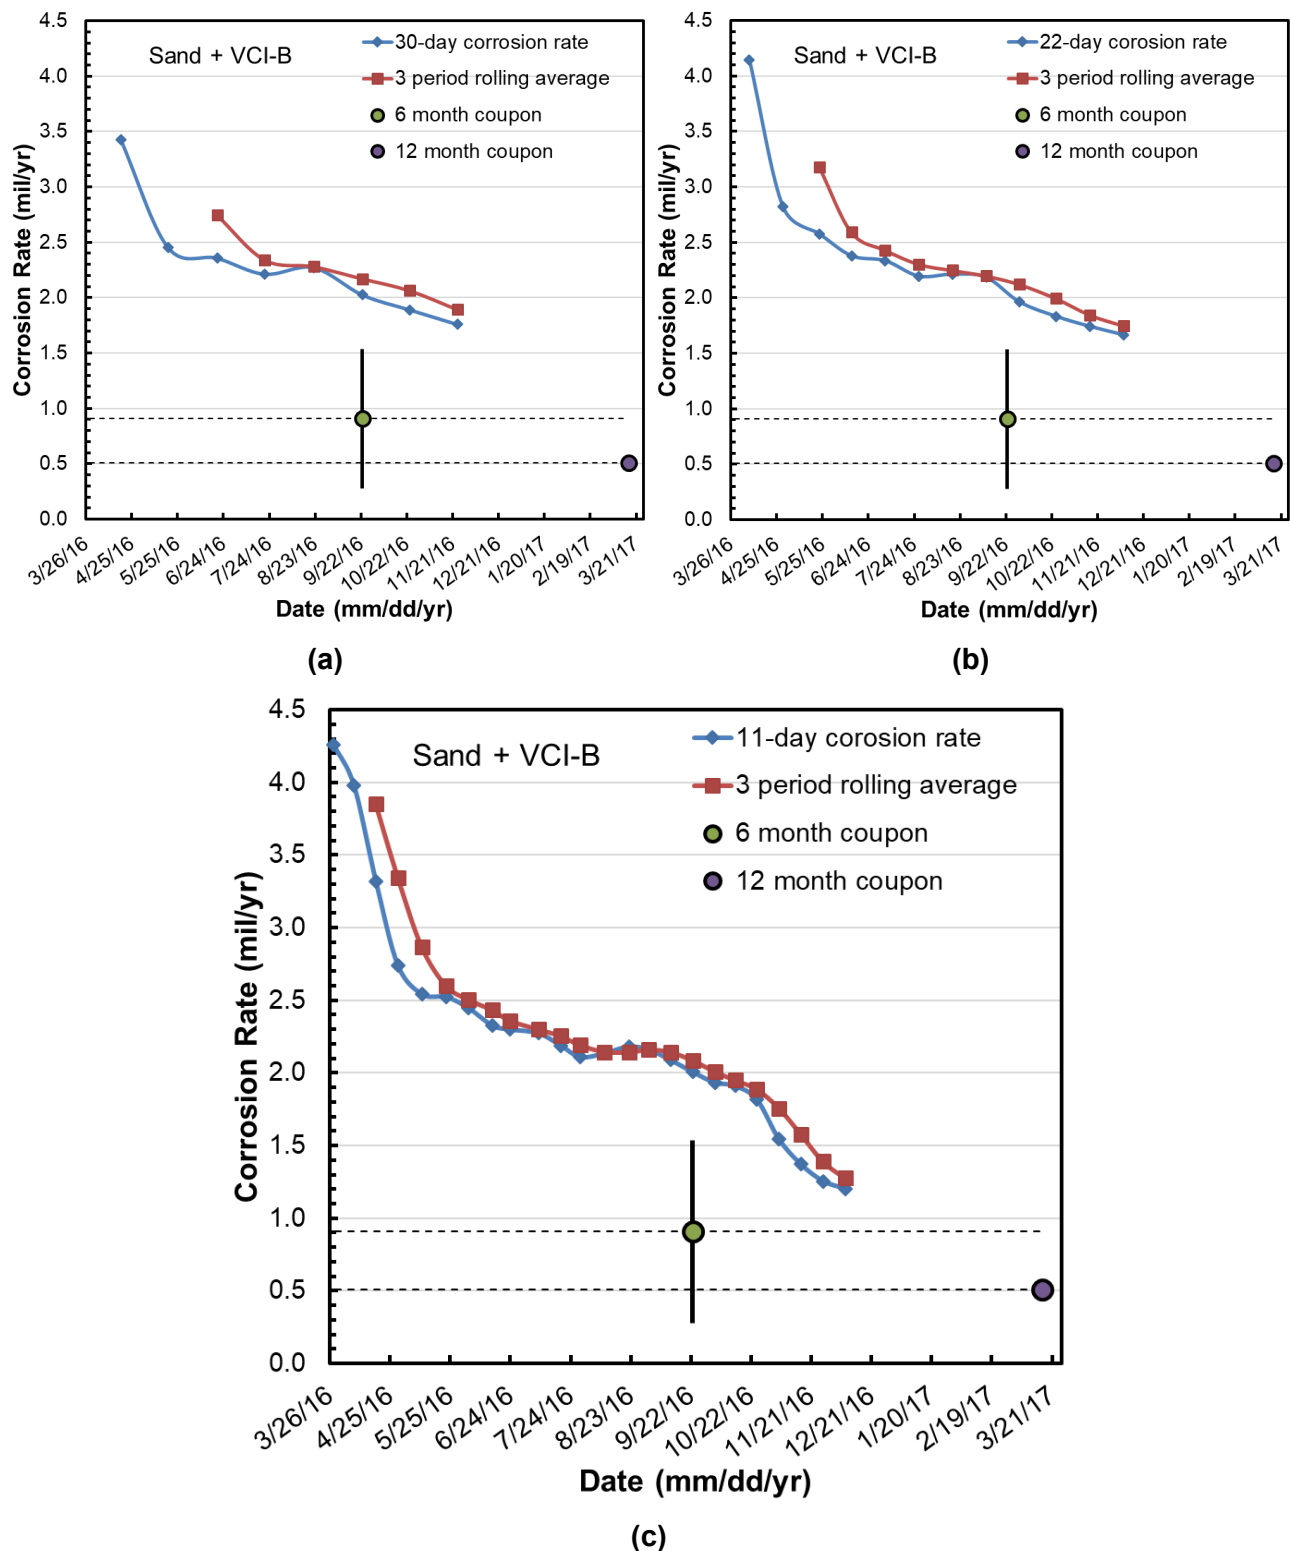 Sand + VCI-B
30-day corrosion rate
3 period rolling average
6 month coupon
12 month coupon
Corrosion Rate (mil/yr)
4.5
4.0
3.5
3.0
2.5
2.0
1.5
1.0
0.5
0.0
3/26/16
4/25/16
5/25/16
6/24/16
7/24/16
8/23/16
9/22/16
10/22/16
11/21/16
12/21/16
1/20/17
2/19/17
3/21/17
Date (mm/dd/yr)
(a)
Sand + VCI-B
22-day corosion rate
3 period rolling average
6 month coupon
12 month coupon
Corrosion Rate (mil/yr)
4.5
4.0
3.5
3.0
2.5
2.0
1.5
1.0
0.5
0.0
3/26/16
4/25/16
5/25/16
6/24/16
7/24/16
8/23/16
9/22/16
10/22/16
11/21/16
12/21/16
1/20/17
2/19/17
3/21/17
Date (mm/dd/yr)
(b)
Sand + VCI-B
11-day corosion rate
3 period rolling average
6 month coupon
12 month coupon
Corrosion Rate (mil/yr)
4.5
4.0
3.5
3.0
2.5
2.0
1.5
1.0
0.5
0.0
3/26/16
4/25/16
5/25/16
6/24/16
7/24/16
8/23/16
9/22/16
10/22/16
11/21/16
12/21/16
1/20/17
2/19/17
3/21/17
Date (mm/dd/yr)
(c)